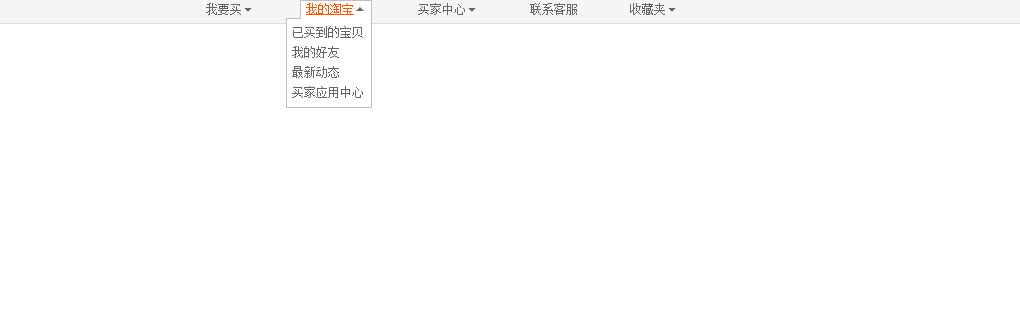 我要买 我的淘宝 买家中心 联系客服 收藏夹
已买到的宝贝
我的好友
最新动态
买家应用中心